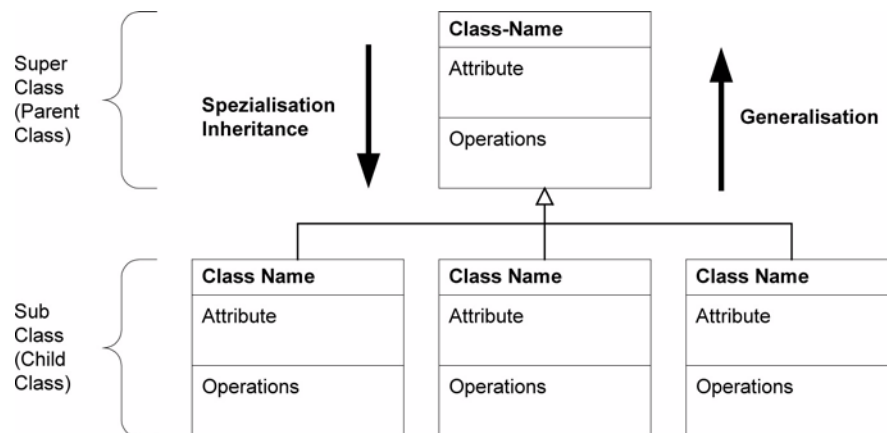 Super
Class
(Parent
Class)
Spezialisation
Inheritance
Class-Name
Attribute
Operations
Generalisation
Sub
Class
(Child
Class)
Class Name
Attribute
Operations
Class Name
Attribute
Operations
Class Name
Attribute
Operations